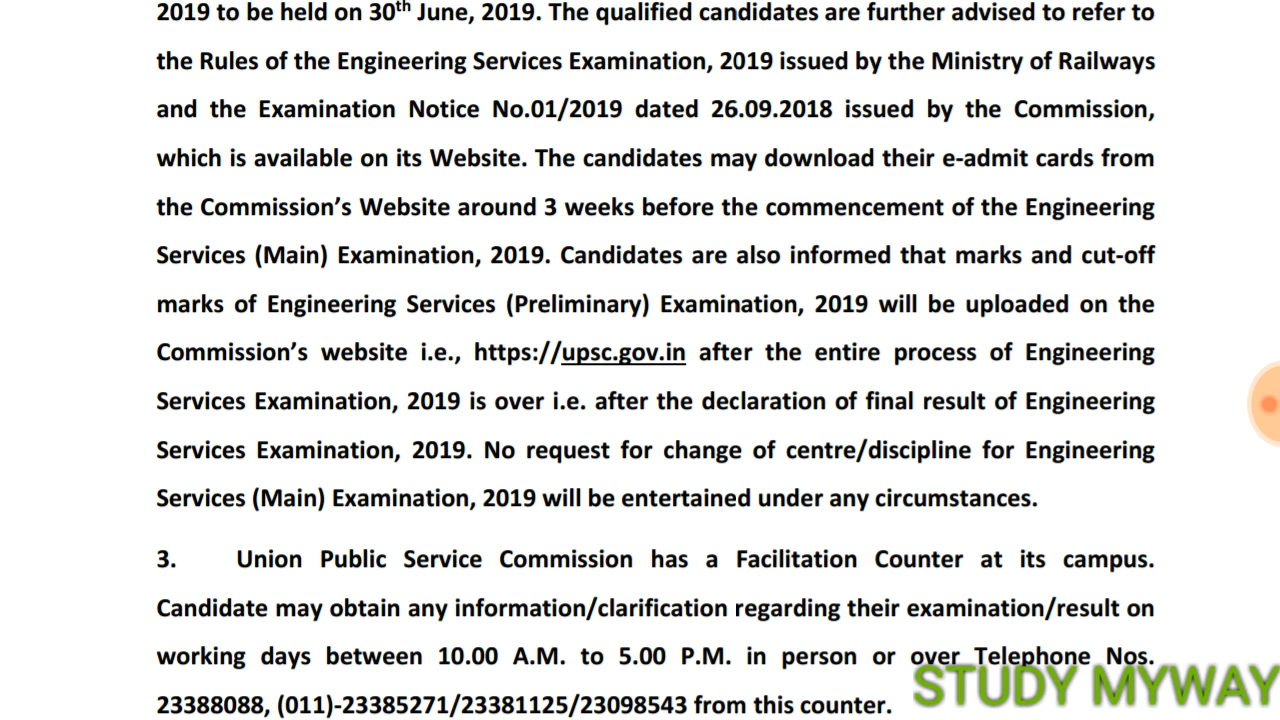 2019 to be held on 30th June, 2019. The qualified candidates are further advised to refer to
the Rules of the Engineering Services Examination, 2019 issued by the Ministry of Railways
and the Examination Notice No.01/2019 dated 26.09.2018 issued by the Commission,
which is available on its Website. The candidates may download their e-admit cards from
the Commission’s Website around 3 weeks before the commencement of the Engineering
Services (Main) Examination, 2019. Candidates are also informed that marks and cut-off
marks of Engineering Services (Preliminary) Examination, 2019 will be uploaded on the
Commission’s website i.e., https://upsc.gov.in after the entire process of Engineering
Services Examination, 2019 is over i.e. after the declaration of final result of Engineering
Services Examination, 2019. No request for change of centre/discipline for Engineering
Services (Main) Examination, 2019 will be entertained under any circumstances.
3. Union Public Service Commission has a Facilitation Counter at its campus.
Candidate may obtain any information/clarification regarding their examination/result on
working days between 10.00 A.M. to 5.00 P.M. in person or over Telephone Nos.
23388088, (011)-23385271/23381125/23098543 from this counter.
STUDY MYWAY